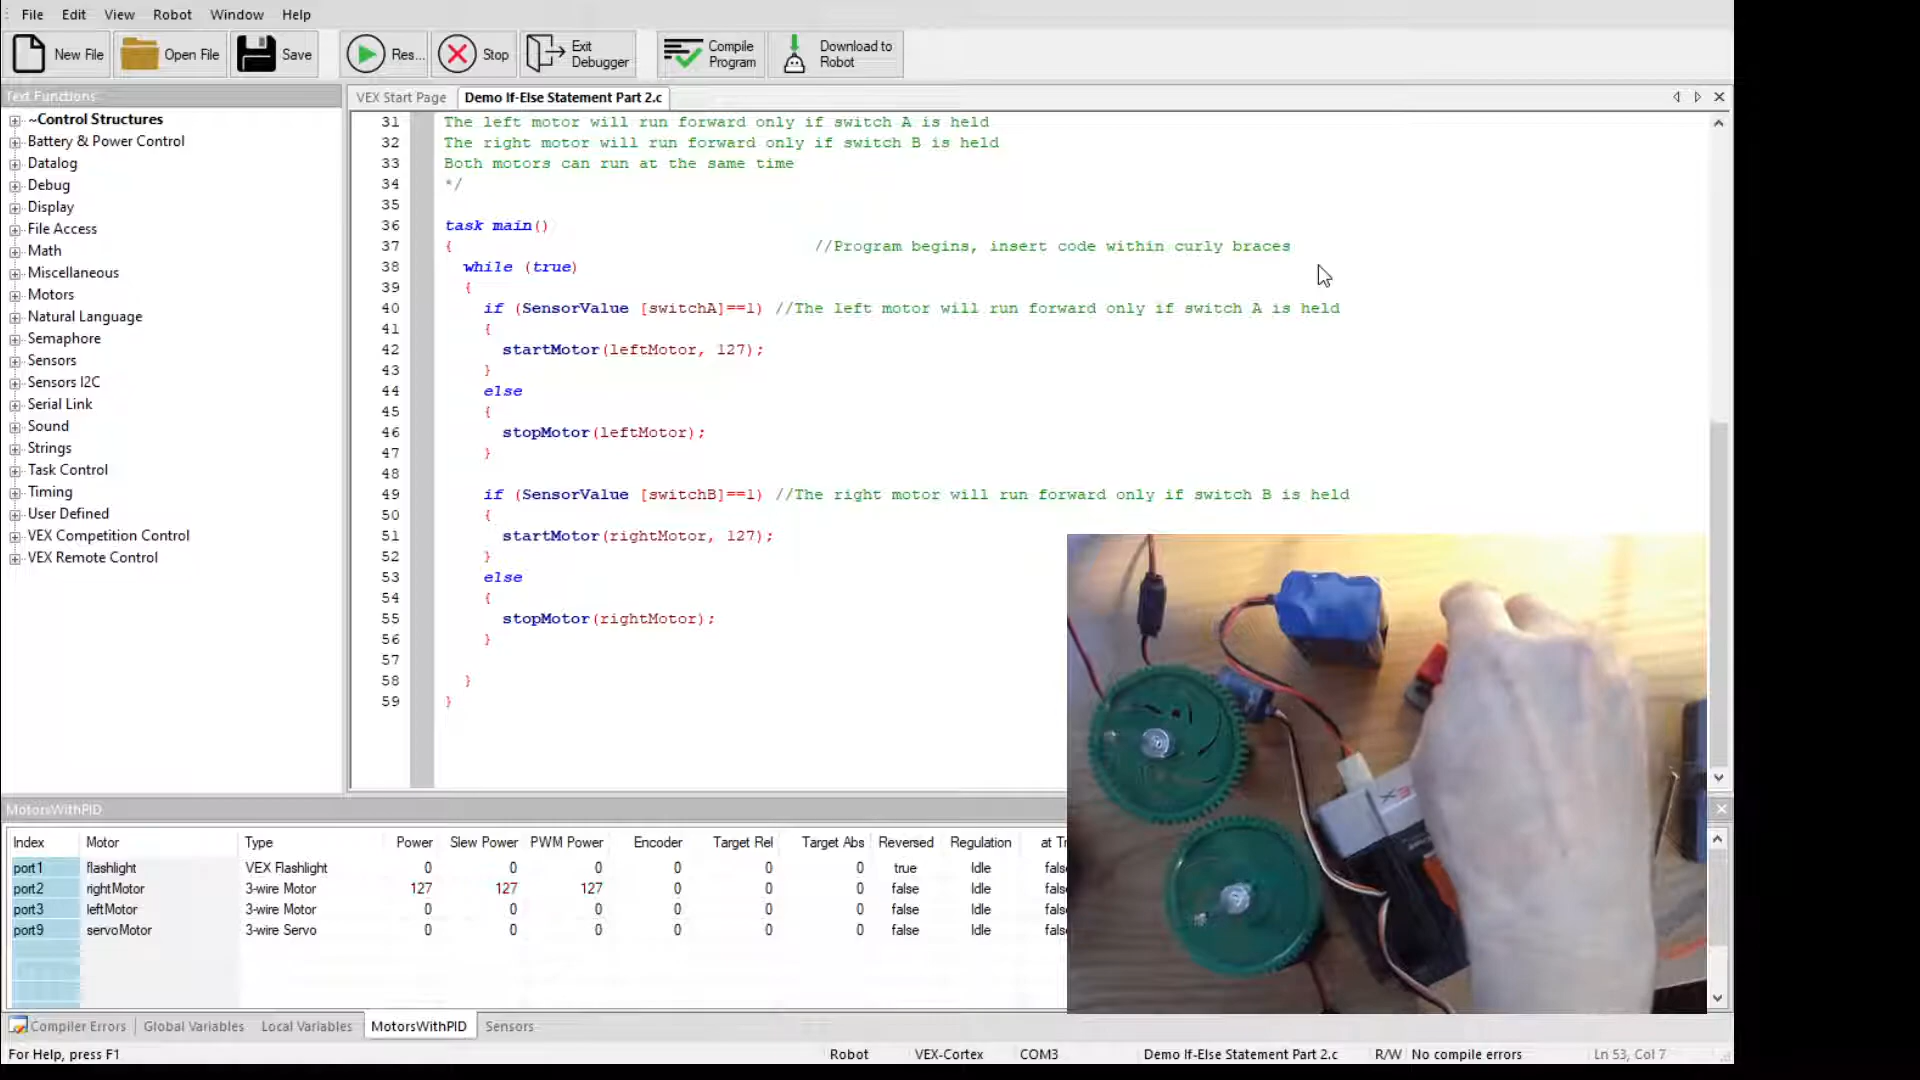 File Edit View Robot Window Help
New File Open File Save Res... Stop Exit Debugger Compile Program Download to Robot
Text Functions
~Control Structures
Battery & Power Control
Datalog
Debug
Display
File Access
Math
Miscellaneous
Motors
Natural Language
Semaphore
Sensors
Sensors I2C
Serial Link
Sound
Strings
Task Control
Timing
User Defined
VEX Competition Control
VEX Remote Control
VEX Start Page Demo If-Else Statement Part 2.c
31 The left motor will run forward only if switch A is held
32 The right motor will run forward only if switch B is held
33 Both motors can run at the same time
34 */
35
36 task main()
37 { //Program begins, insert code within curly braces
38 while (true)
39 {
40 if (SensorValue [switchA]==1) //The left motor will run forward only if switch A is held
41 {
42 startMotor(leftMotor, 127);
43 }
44 else
45 {
46 stopMotor(leftMotor);
47 }
48
49 if (SensorValue [switchB]==1) //The right motor will run forward only if switch B is held
50 {
51 startMotor(rightMotor, 127);
52 }
53 else
54 {
55 stopMotor(rightMotor);
56 }
57
58 }
59 }
MotorsWithPID
Index Motor Type Power Slew Power PWM Power Encoder Target Rel Target Abs Reversed Regulation at Tr
port1 flashlight VEX Flashlight 0 0 0 0 0 0 true Idle fals
port2 rightMotor 3-wire Motor 127 127 127 0 0 0 false Idle fals
port3 leftMotor 3-wire Motor 0 0 0 0 0 0 false Idle fals
port9 servoMotor 3-wire Servo 0 0 0 0 0 0 false Idle fals
Compiler Errors Global Variables Local Variables MotorsWithPID Sensors
For Help, press F1 Robot VEX-Cortex COM3 Demo If-Else Statement Part 2.c R/W No compile errors Ln 53, Col 7